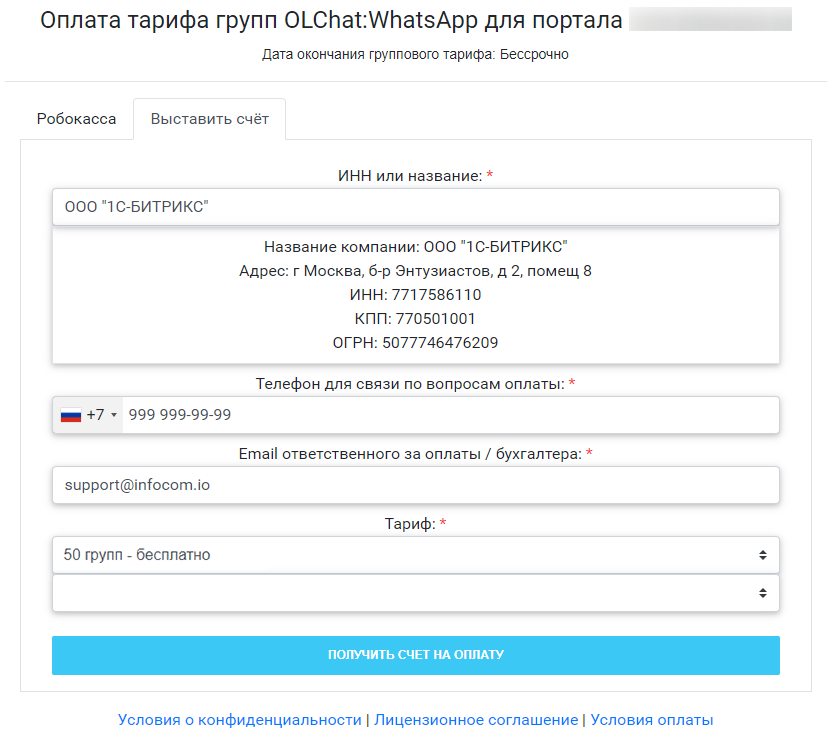 Оплата тарифа групп OLChat:WhatsApp для портала
Дата окончания группового тарифа: Бессрочно
Робокасса
Выставить счёт
ИНН или название: *
ООО "1С-БИТРИКС"
Название компании: ООО "1С-БИТРИКС"
Адрес: г Москва, б-р Энтузиастов, д 2, помещ 8
ИНН: 7717586110
КПП: 770501001
ОГРН: 5077746476209
Телефон для связи по вопросам оплаты: *
+7 999 999-99-99
Email ответственного за оплаты / бухгалтера: *
support@infocom.io
Тариф: *
50 групп - бесплатно
ПОЛУЧИТЬ СЧЕТ НА ОПЛАТУ
Условия о конфиденциальности | Лицензионное соглашение | Условия оплаты